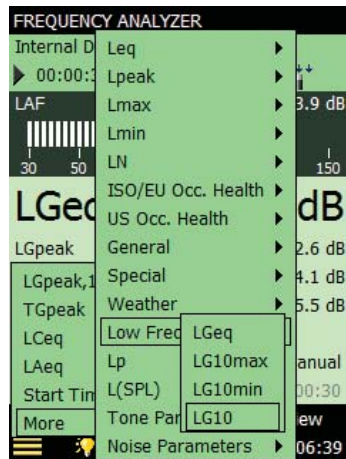 FREQUENCY ANALYZER
Internal D
00:00:
LAF
3.9 dB
30 50 150
LGeq dB
LGpeak 2.6 dB
4.1 dB
5.5 dB
anual
00:30
ew
06:39
Leq
Lpeak
Lmax
Lmin
LN
ISO/EU Occ. Health
US Occ. Health
General
Special
Weather
Low Freq
Lp
L(SPL)
Tone Par
Noise Parameters
LGeq
LG10max
LG10min
LG10
LGpeak,1
TGpeak
LCeq
LAeq
Start Tim
More